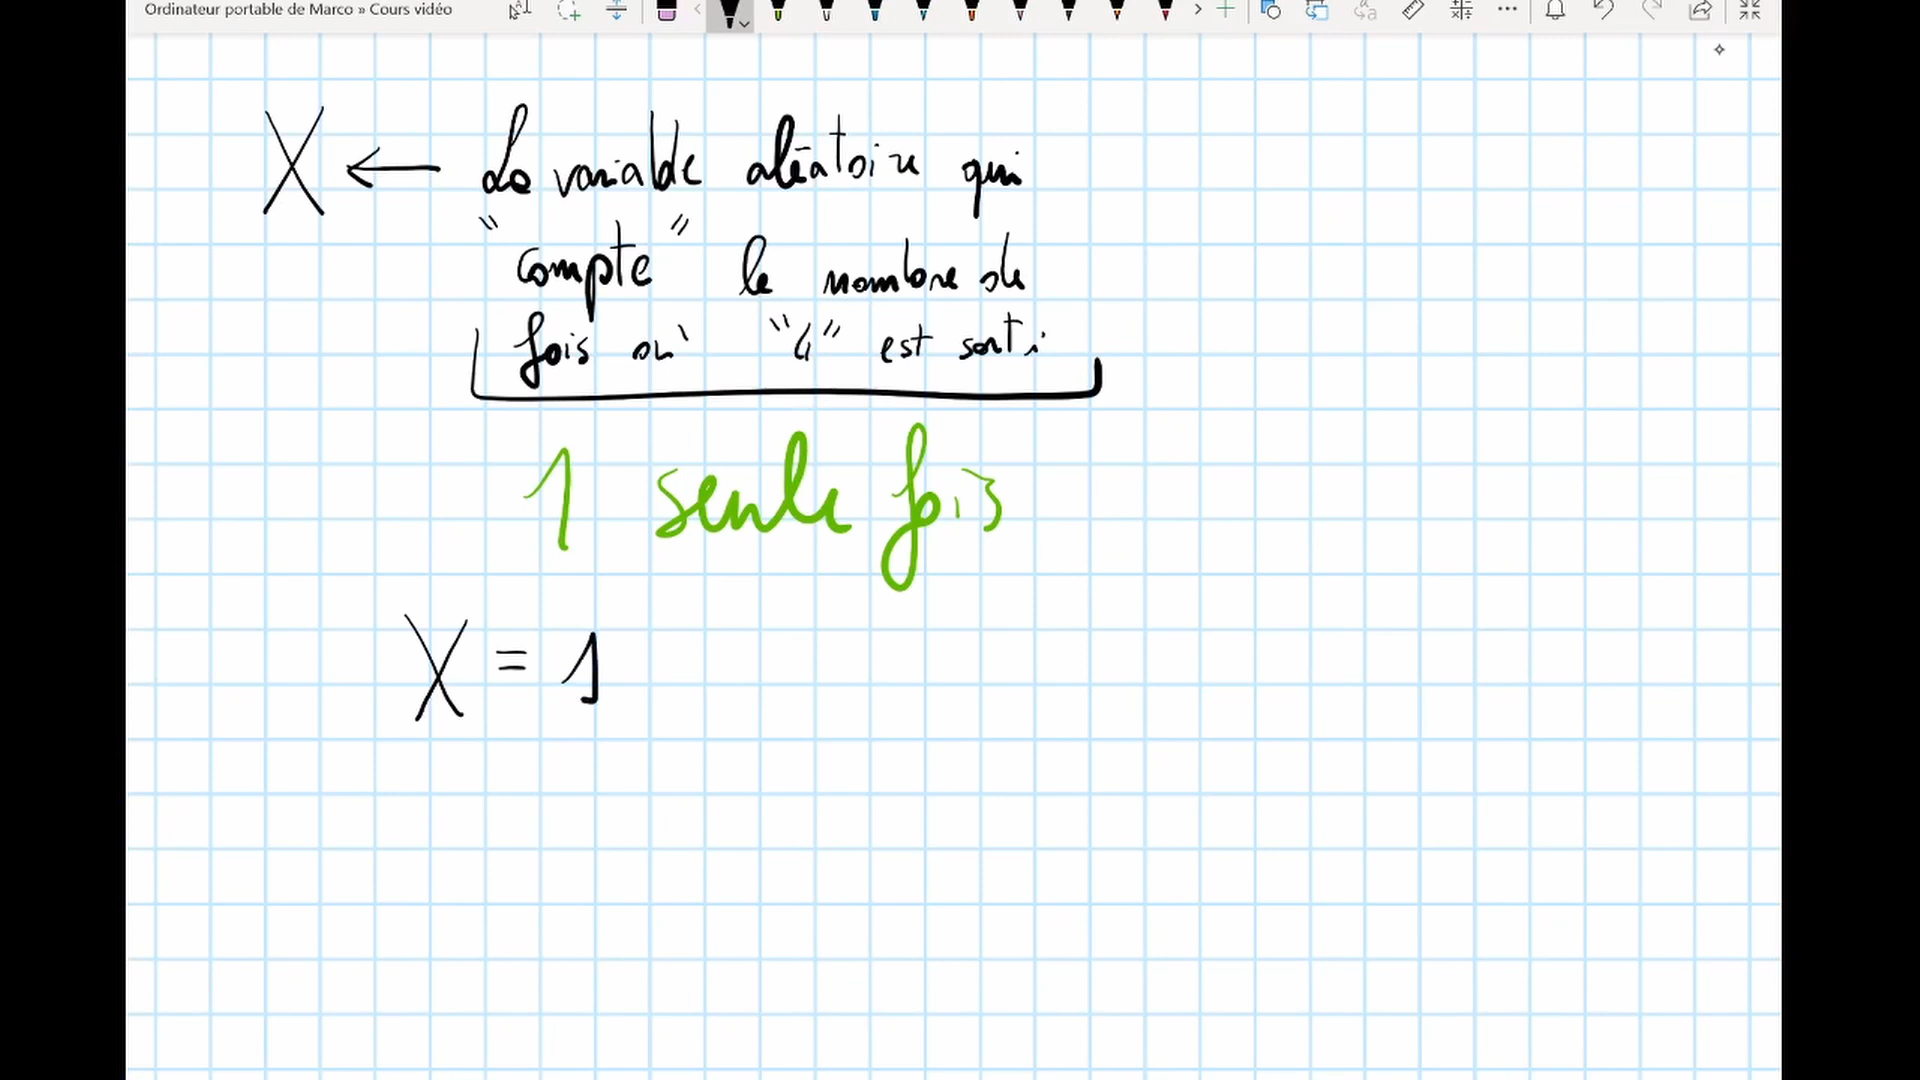 Ordinateur portable de Marco » Cours vidéo
X ← La variable aléatoire qui
"compte" le nombre de
fois où "4" est sorti
1 seule fois
X = 1